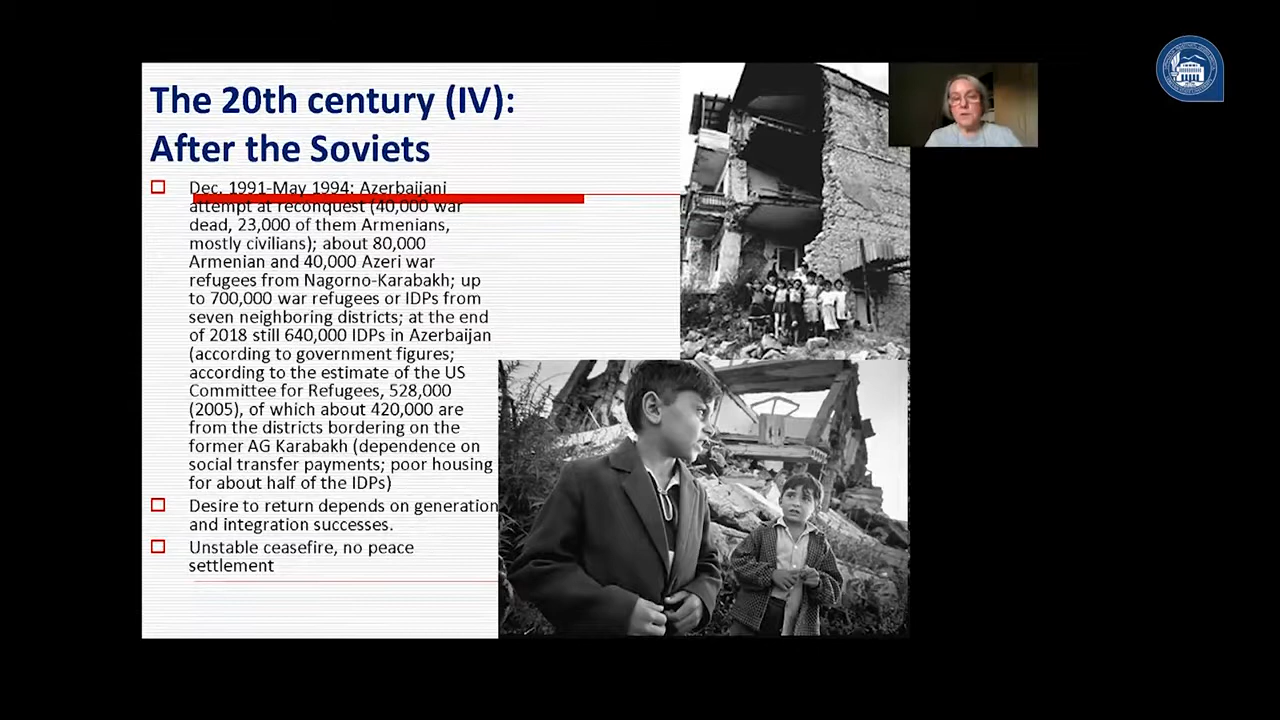 The 20th century (IV):
After the Soviets
Dec. 1991-May 1994: Azerbaijani
attempt at reconquest (40,000 war
dead, 23,000 of them Armenians,
mostly civilians); about 80,000
Armenian and 40,000 Azeri war
refugees from Nagorno-Karabakh; up
to 700,000 war refugees or IDPs from
seven neighboring districts; at the end
of 2018 still 640,000 IDPs in Azerbaijan
(according to government figures;
according to the estimate of the US
Committee for Refugees, 528,000
(2005), of which about 420,000 are
from the districts bordering on the
former AG Karabakh (dependence on
social transfer payments; poor housing
for about half of the IDPs)
Desire to return depends on generation
and integration successes.
Unstable ceasefire, no peace
settlement